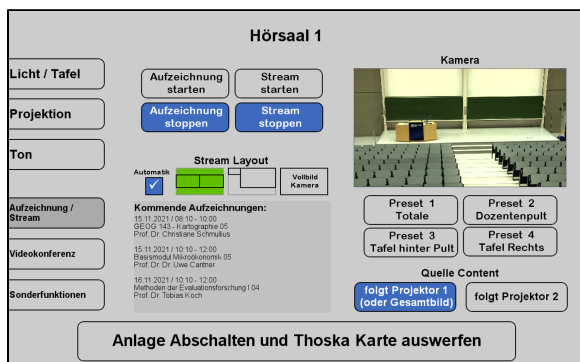 Hörsaal 1
Licht / Tafel
Projektion
Ton
Aufzeichnung /
Stream
Videokonferenz
Sonderfunktionen
Aufzeichnung
starten
Stream
starten
Aufzeichnung
stoppen
Stream
stoppen
Stream Layout
Automatik
Vollbild
Kamera
Kommende Aufzeichnungen:
15.11.2021 / 08:10 - 10:00
GEOG 143 - Kartographie 05
Prof. Dr. Christiane Schmullius
15.11.2021 / 10:10 - 12:00
Basismodul Mikroökonomik 05
Prof. Dr. Dr. Uwe Cantner
16.11.2021 / 10:10 - 12:00
Methoden der Evaluationsforschung I 04
Prof. Dr. Tobias Koch
Kamera
Preset 1
Totale
Preset 2
Dozentenpult
Preset 3
Tafel hinter Pult
Preset 4
Tafel Rechts
Quelle Content
folgt Projektor 1
(oder Gesamtbild)
folgt Projektor 2
Anlage Abschalten und Thoska Karte auswerfen